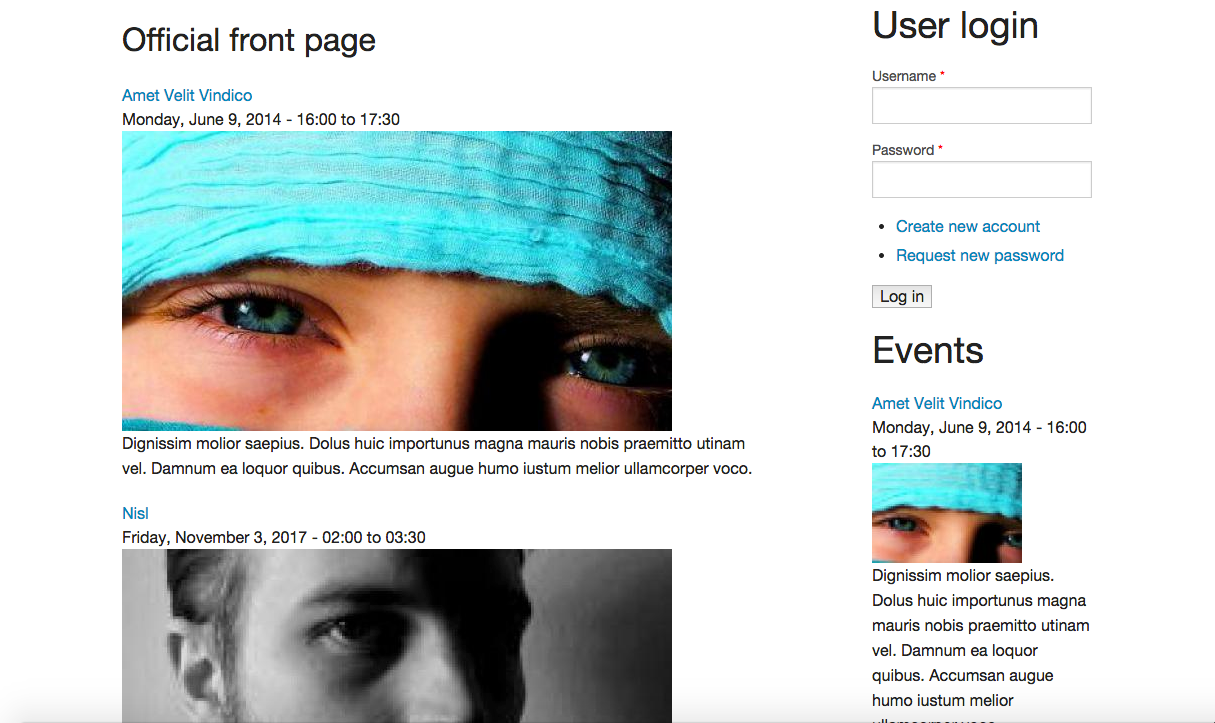 Official front page
Amet Velit Vindico
Monday, June 9, 2014 - 16:00 to 17:30
Dignissim molior saepius. Dolus huic importunus magna mauris nobis praemitto utinam
vel. Damnum ea loquor quibus. Accumsan augue humo iustum melior ullamcorper voco.
Nisl
Friday, November 3, 2017 - 02:00 to 03:30
User login
Username *
Password *
Create new account
Request new password
Log in
Events
Amet Velit Vindico
Monday, June 9, 2014 - 16:00
to 17:30
Dignissim molior saepius.
Dolus huic importunus magna
mauris nobis praemitto utinam
vel. Damnum ea loquor
quibus. Accumsan augue
humo iustum melior